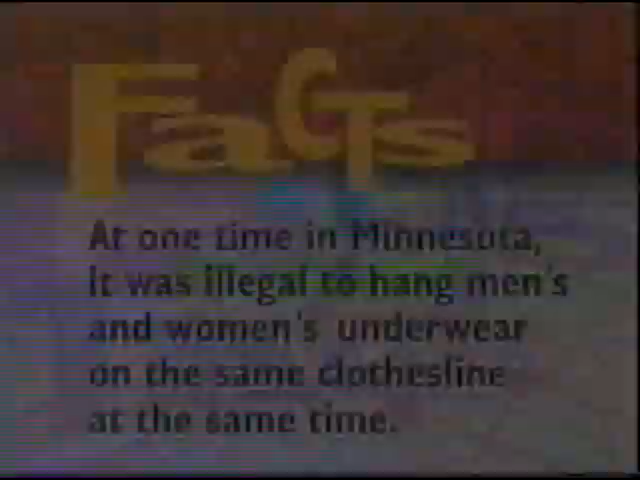 Facts
At one time in Minnesota,
it was illegal to hang men's
and women's underwear
on the same clothesline
at the same time.